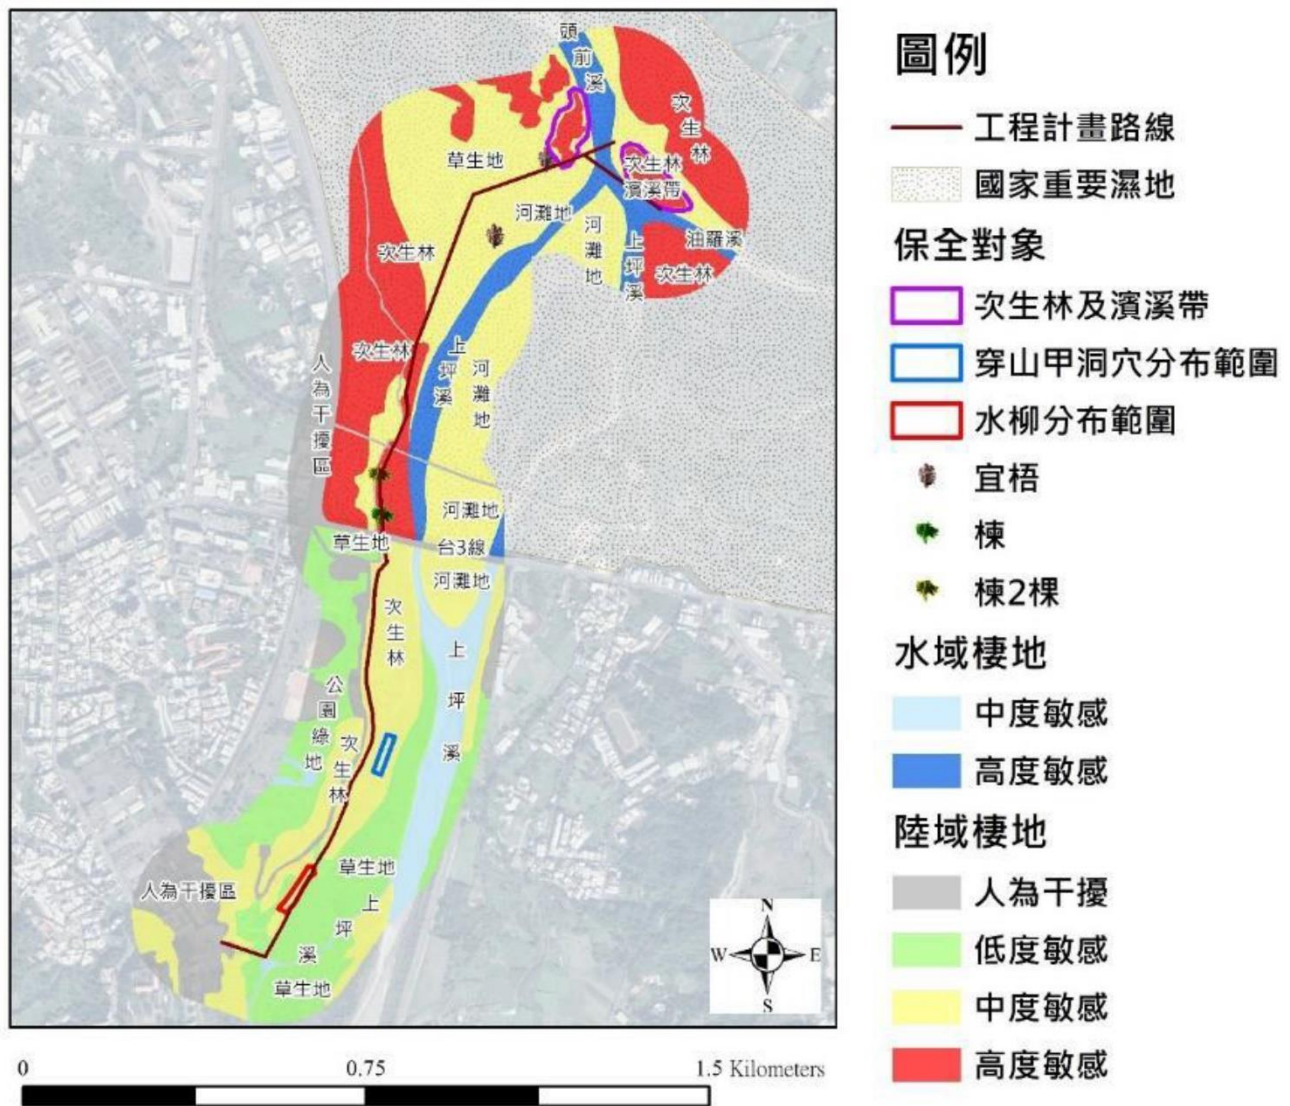 頭前溪
次生林
草生地
次生林
濱溪帶
河灘地
河灘地
上坪溪
油羅溪
次生林
次生林
次生林
上坪溪
河灘地
人為干擾區
河灘地
草生地
台3線
河灘地
次生林
上坪溪
公園綠地
次生林
草生地
人為干擾區
上坪溪
草生地
N
W
E
S
0
0.75
1.5 Kilometers
圖例
工程計畫路線
國家重要濕地
保全對象
次生林及濱溪帶
穿山甲洞穴分布範圍
水柳分布範圍
宜梧
楝
楝2棵
水域棲地
中度敏感
高度敏感
陸域棲地
人為干擾
低度敏感
中度敏感
高度敏感